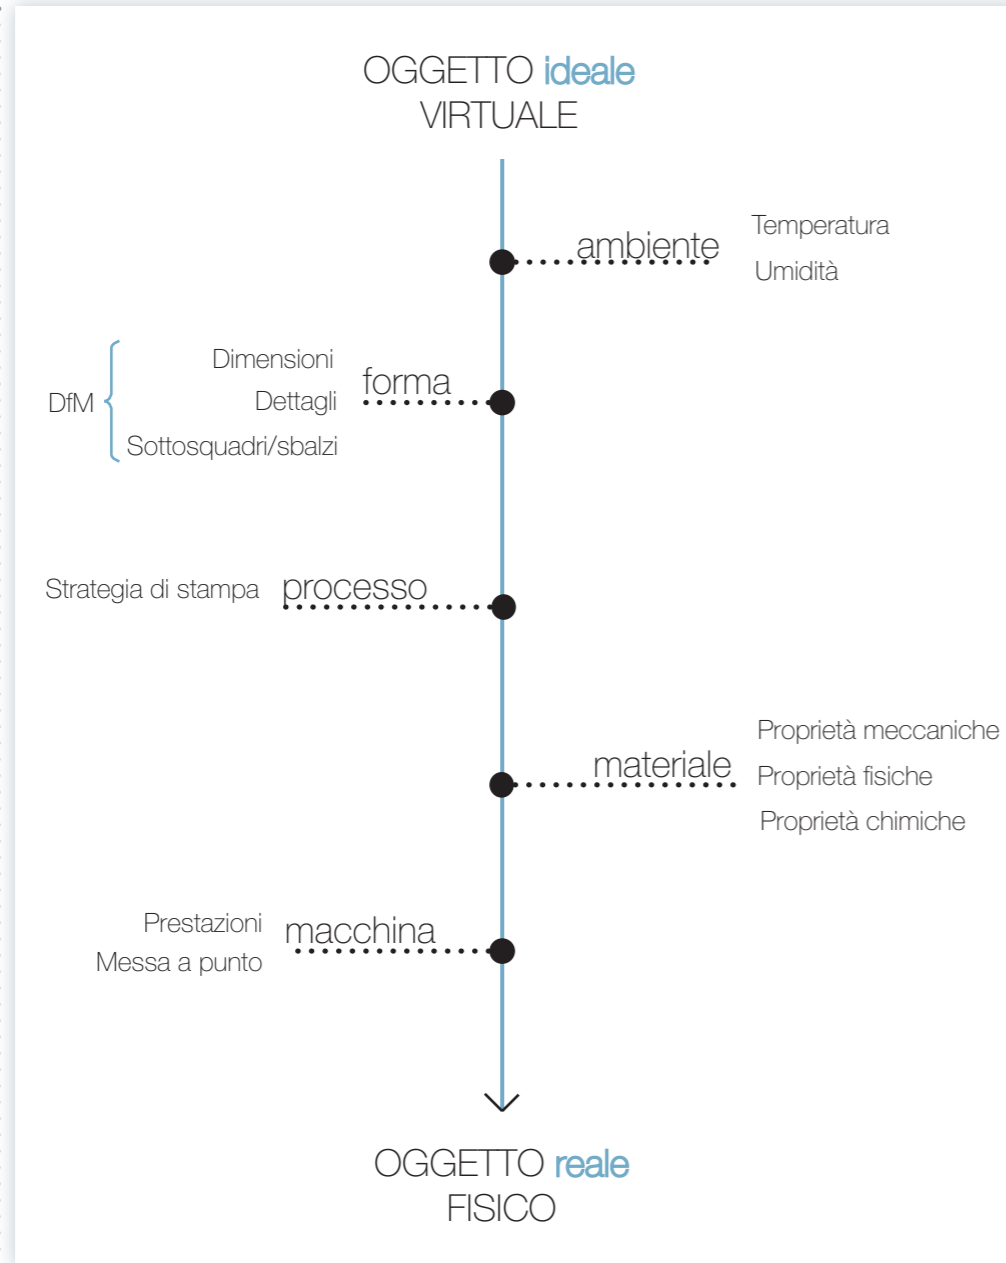 OGGETTO ideale
VIRTUALE
ambiente
Temperatura
Umidità
DfM
Dimensioni
Dettagli
Sottosquadri/sbalzi
forma
Strategia di stampa
processo
materiale
Proprietà meccaniche
Proprietà fisiche
Proprietà chimiche
Prestazioni
Messa a punto
macchina
OGGETTO reale
FISICO